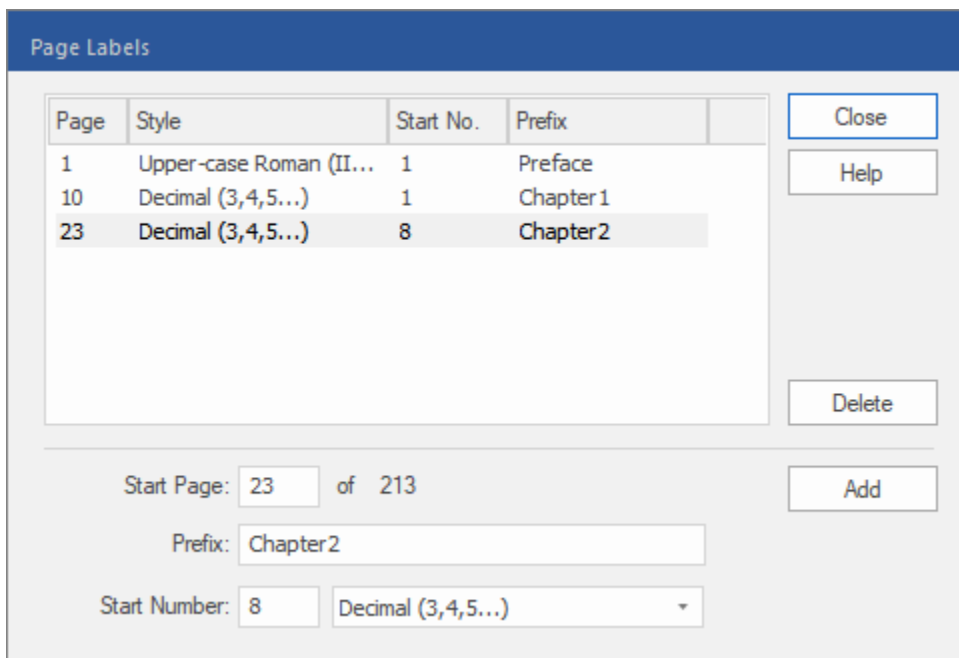 Page Labels
Page Style Start No. Prefix
1 Upper-case Roman (II... 1 Preface
10 Decimal (3,4,5...) 1 Chapter1
23 Decimal (3,4,5...) 8 Chapter2
Close
Help
Delete
Start Page: 23 of 213
Add
Prefix: Chapter2
Start Number: 8 Decimal (3,4,5...)